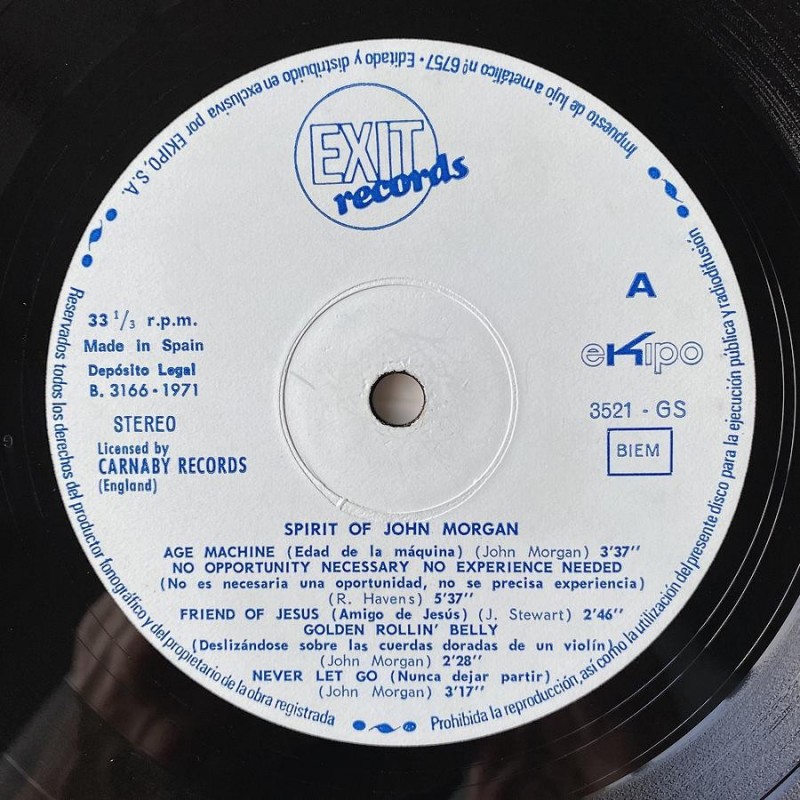 Reservados todos los derechos del productor fonográfico y del propietario de la obra registrada
Prohibida la reproducción, así como la utilización del presente disco para la ejecución pública y radiodifusión
Impuesto de lujo a metálico nº 6757 • Editado y distribuido en exclusiva por EKIPO, S.A.
EXIT
records
A
33 1/3 r.p.m.
Made in Spain
Depósito Legal
B. 3166 - 1971
STEREO
Licensed by
CARNABY RECORDS
(England)
eKipo
3521 - GS
BIEM
SPIRIT OF JOHN MORGAN
AGE MACHINE (Edad de la máquina) (John Morgan) 3'37''
NO OPPORTUNITY NECESSARY NO EXPERIENCE NEEDED
(No es necesaria una oportunidad, no se precisa experiencia)
(R. Havens) 5'37''
FRIEND OF JESUS (Amigo de Jesús) (J. Stewart) 2'46''
GOLDEN ROLLIN' BELLY
(Deslizándose sobre las cuerdas doradas de un violín)
(John Morgan) 2'28''
NEVER LET GO (Nunca dejar partir)
(John Morgan) 3'17''